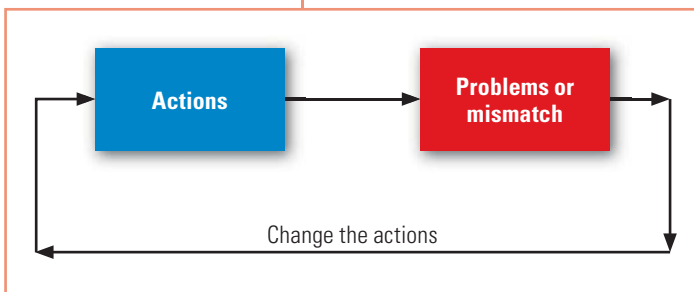 Actions
Problems or
mismatch
Change the actions